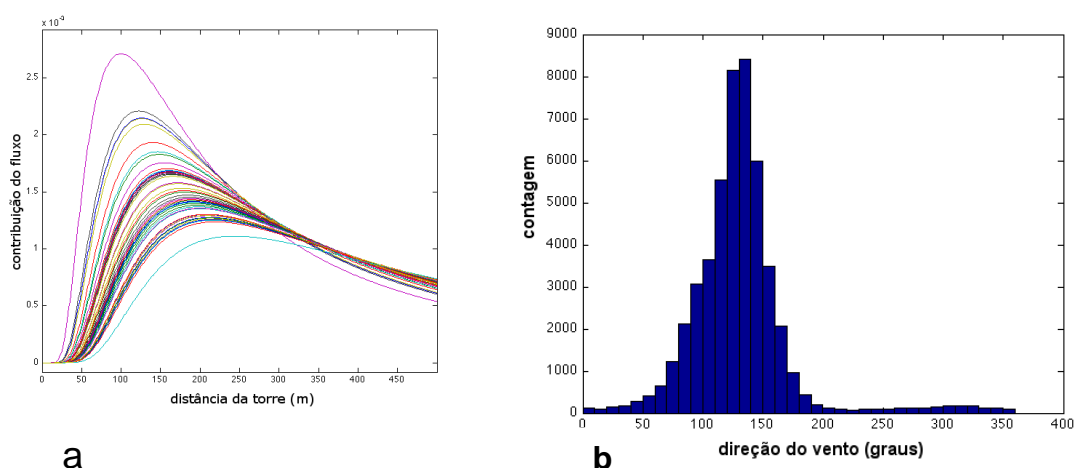 x 10⁻³
2.5
2
1.5
1
0.5
0
contribuição do fluxo
0 50 100 150 200 250 300 350 400 450
distância da torre (m)
a
9000
8000
7000
6000
5000
4000
3000
2000
1000
0
contagem
0 50 100 150 200 250 300 350 400
direção do vento (graus)
b